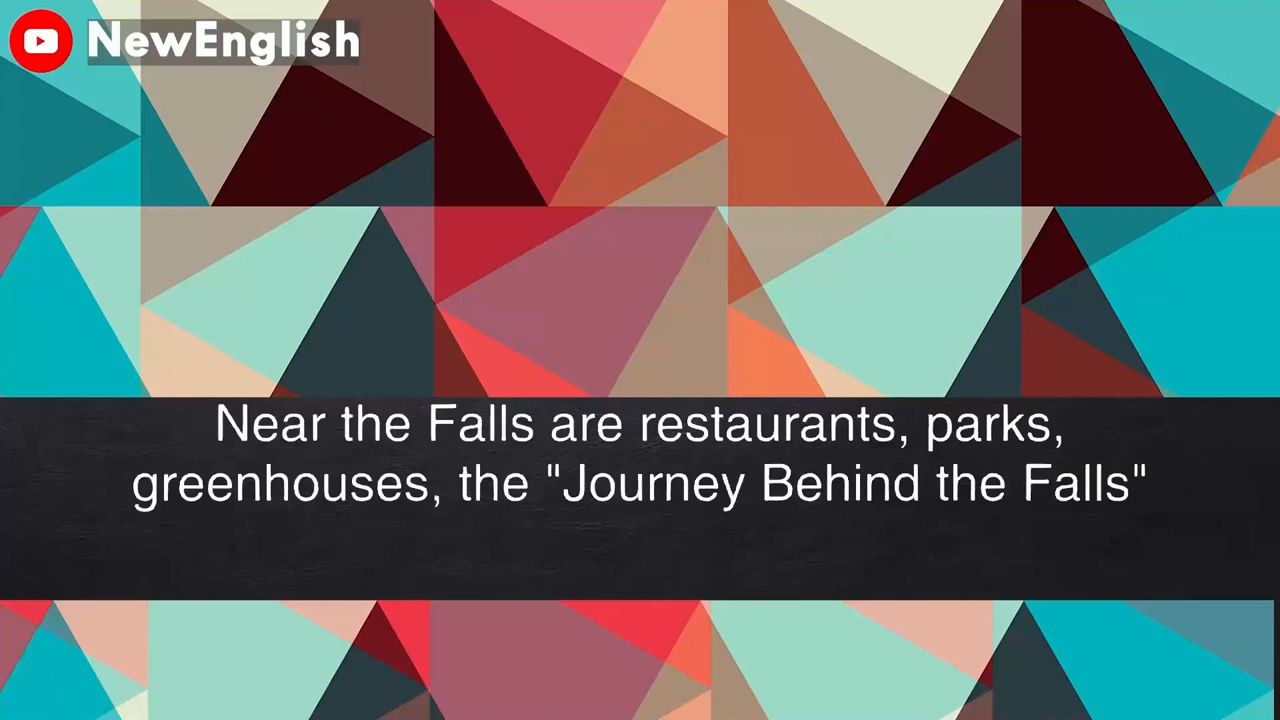 NewEnglish
Near the Falls are restaurants, parks,
greenhouses, the "Journey Behind the Falls"